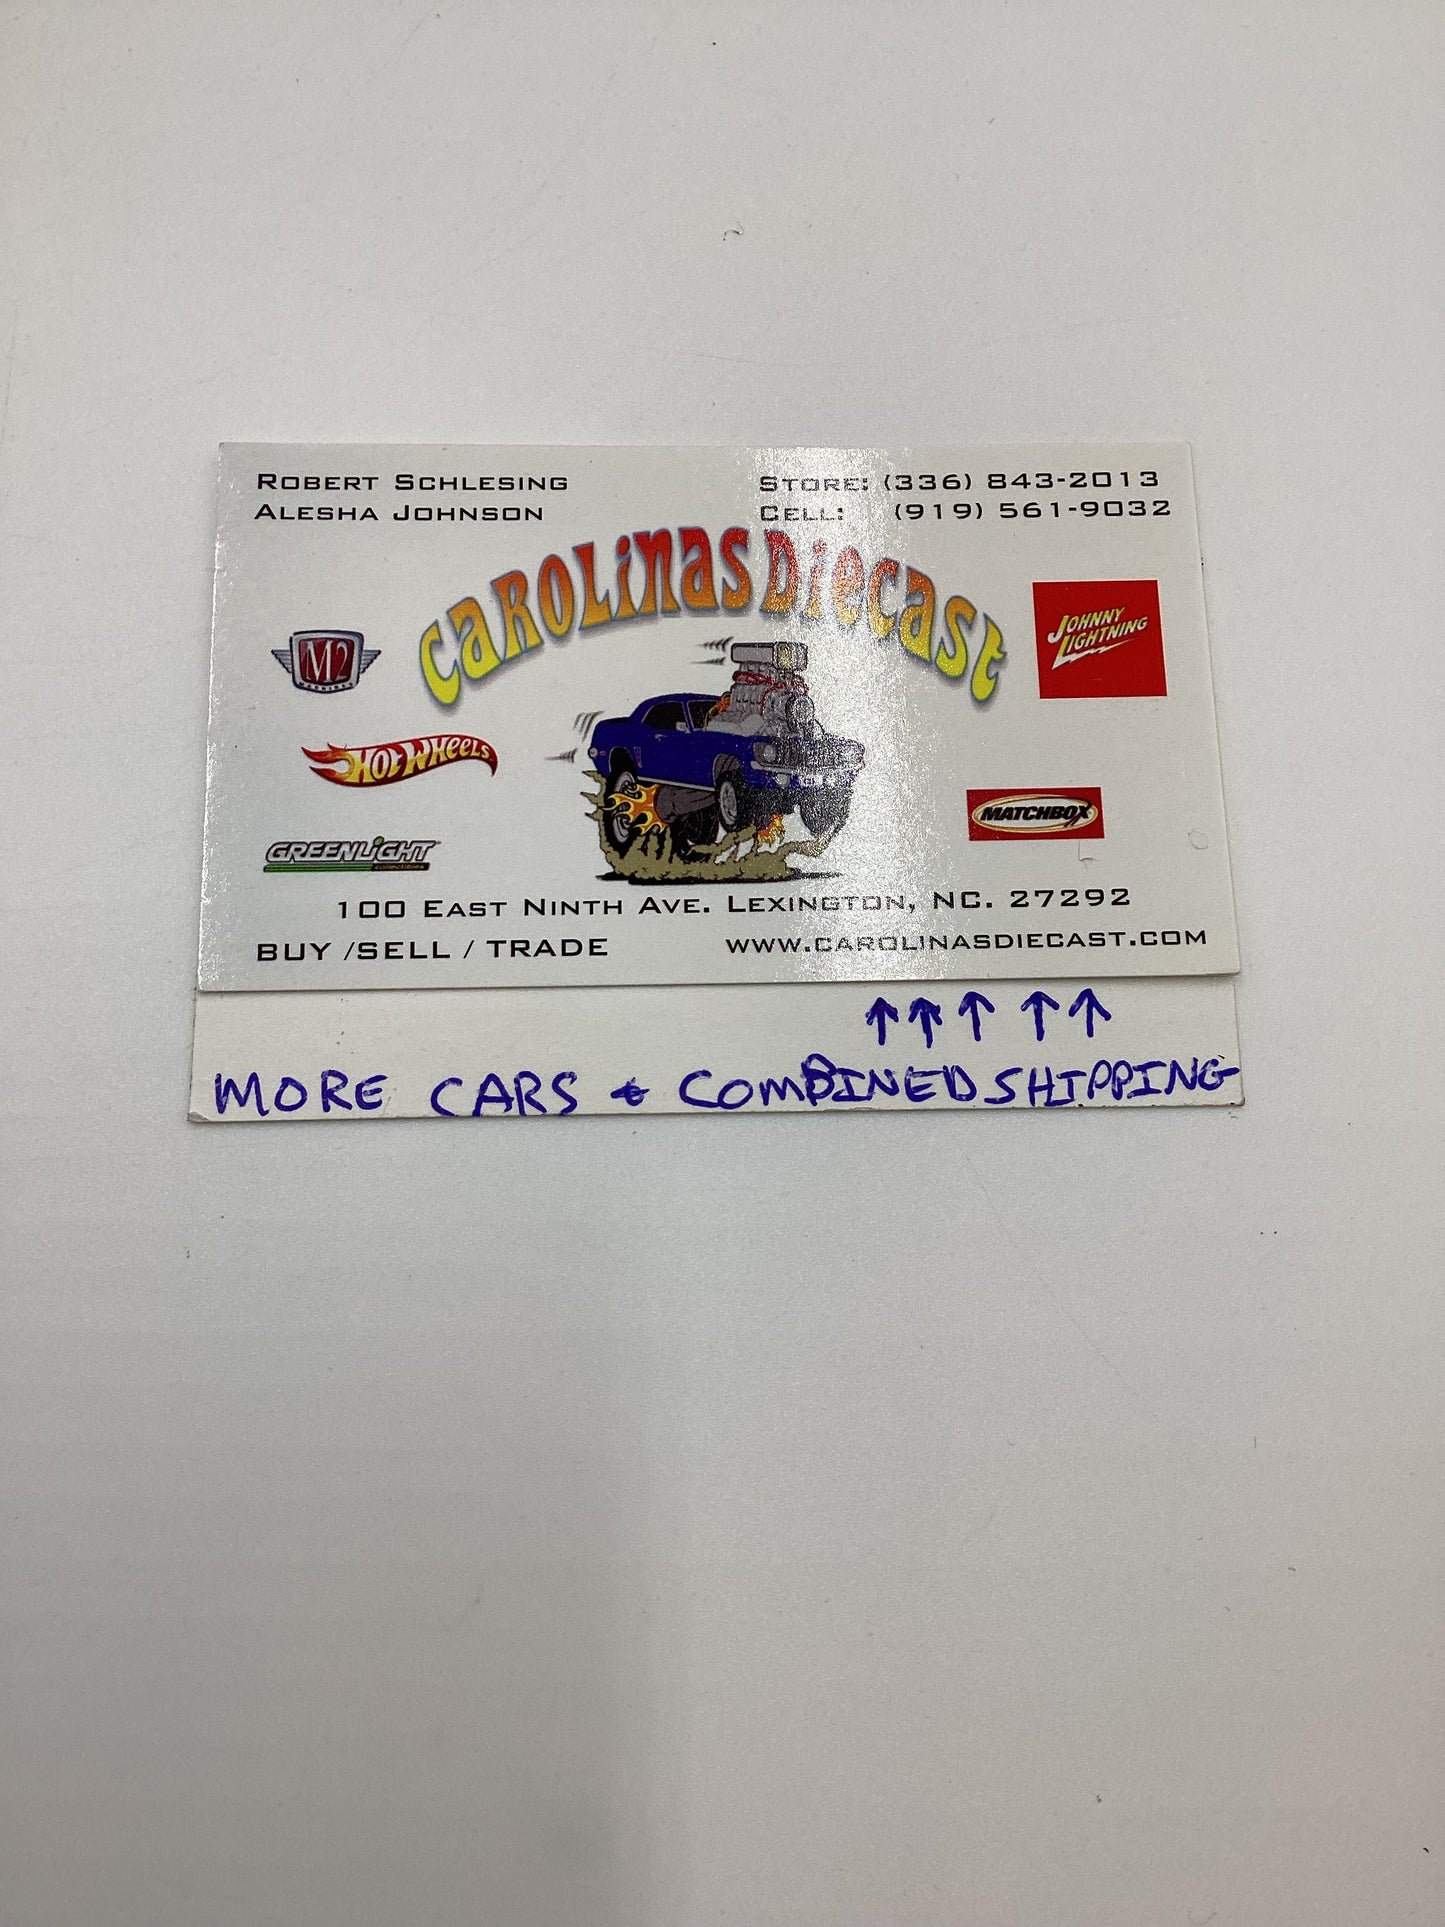 ROBERT SCHLESING
ALESHA JOHNSON
STORE: (336) 843-2013
CELL: (919) 561-9032
CAROLINAS DIECAST
M2
MACHINES
JOHNNY
LIGHTNING
HOT WHEELS
MATCHBOX
GREENLIGHT
collectibles
100 EAST NINTH AVE. LEXINGTON, NC. 27292
BUY /SELL / TRADE
WWW.CAROLINASDIECAST.COM
↑↑↑ ↑↑
MORE CARS & COMBINED SHIPPING